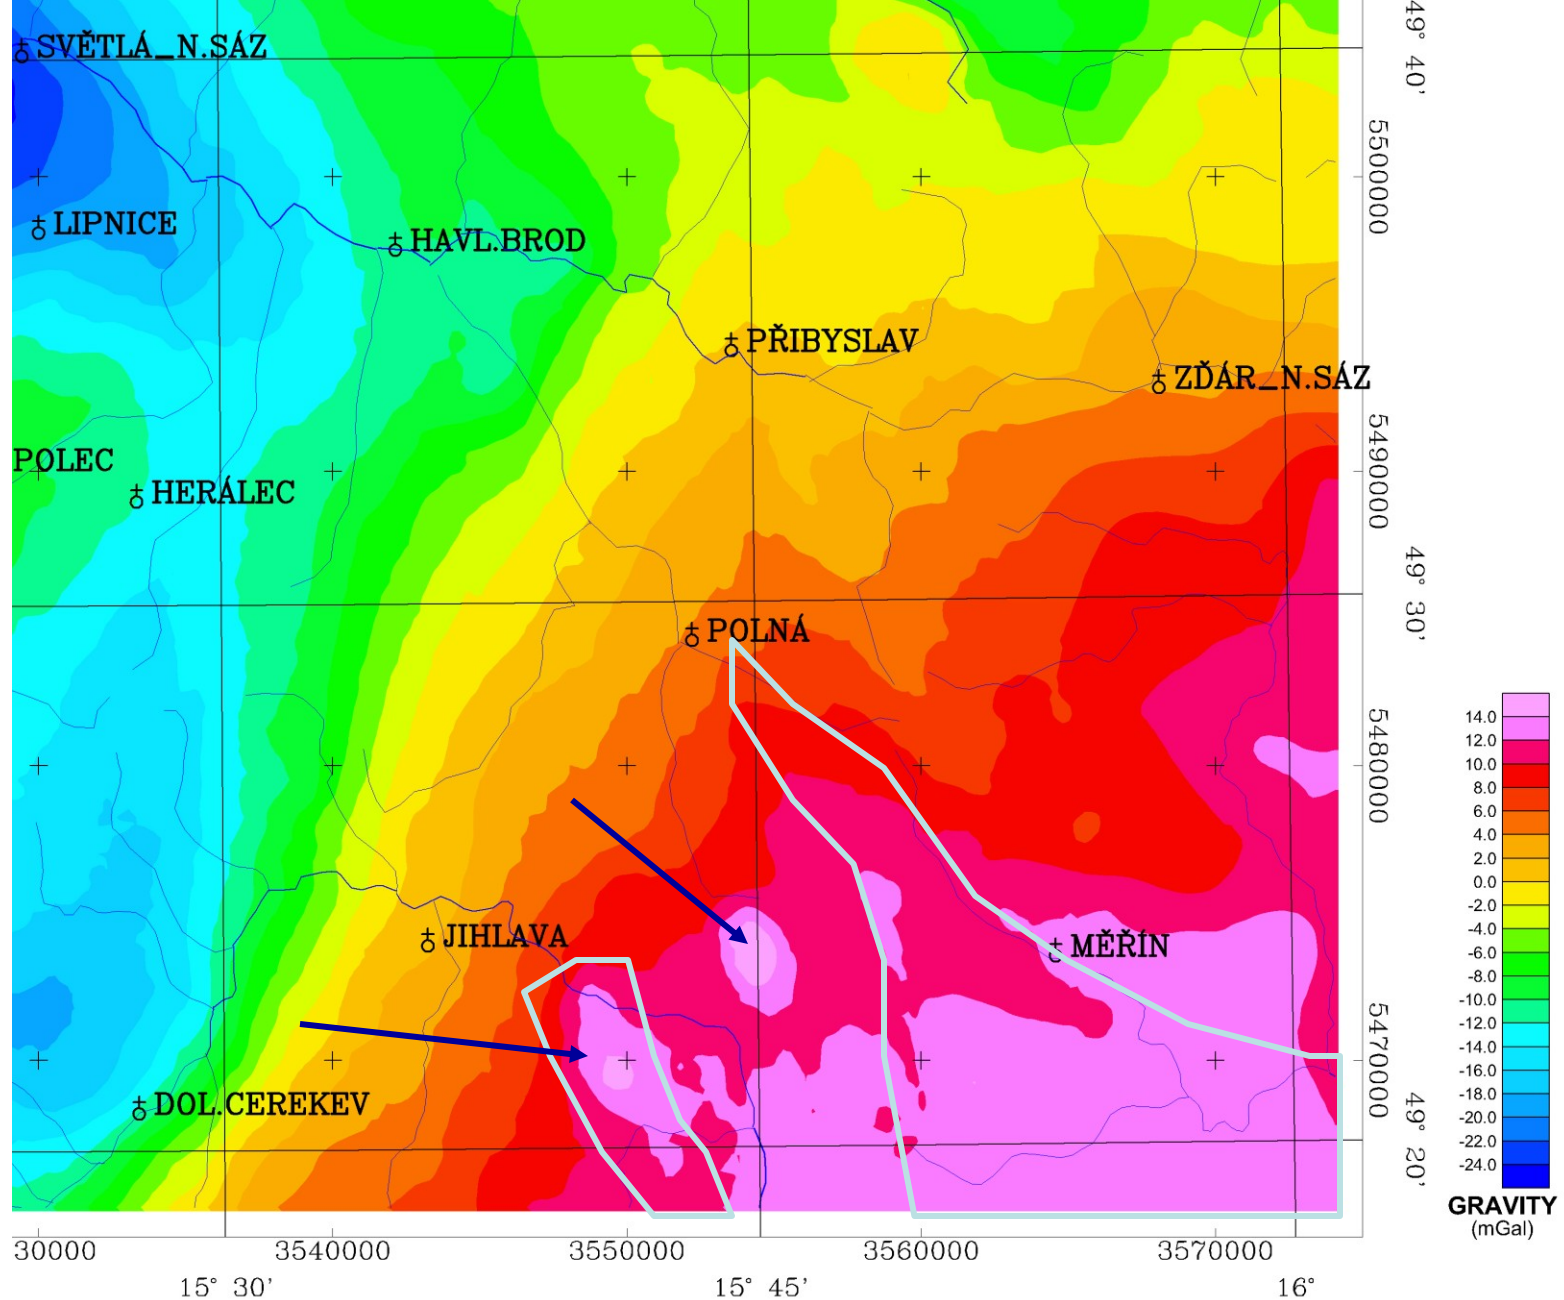 SVĚTLÁ_N.SÁZ
49° 40'
5500000
LIPNICE
HAVL.BROD
PŘIBYSLAV
ZĎÁR_N.SÁZ
5490000
POLEC
HERÁLEC
49° 30'
POLNÁ
5480000
JIHLAVA
MĚŘÍN
5470000
DOL.CEREKEV
49° 20'
14.0
12.0
10.0
8.0
6.0
4.0
2.0
0.0
-2.0
-4.0
-6.0
-8.0
-10.0
-12.0
-14.0
-16.0
-18.0
-20.0
-22.0
-24.0
GRAVITY
(mGal)
30000 3540000 3550000 3560000 3570000
15° 30' 15° 45' 16°